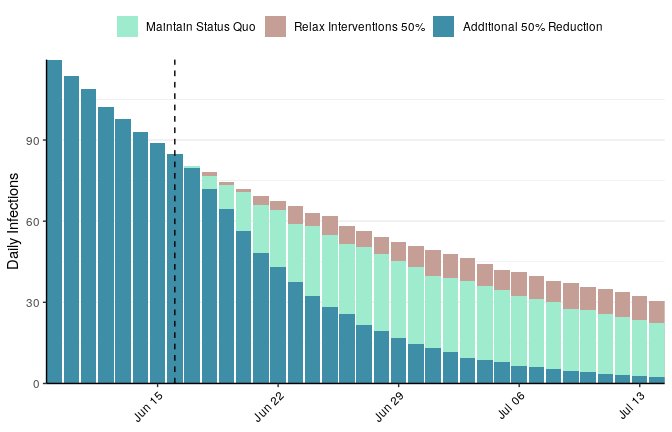 Maintain Status Quo Relax Interventions 50% Additional 50% Reduction
Daily Infections
90
60
30
0
Jun 15 Jun 22 Jun 29 Jul 06 Jul 13